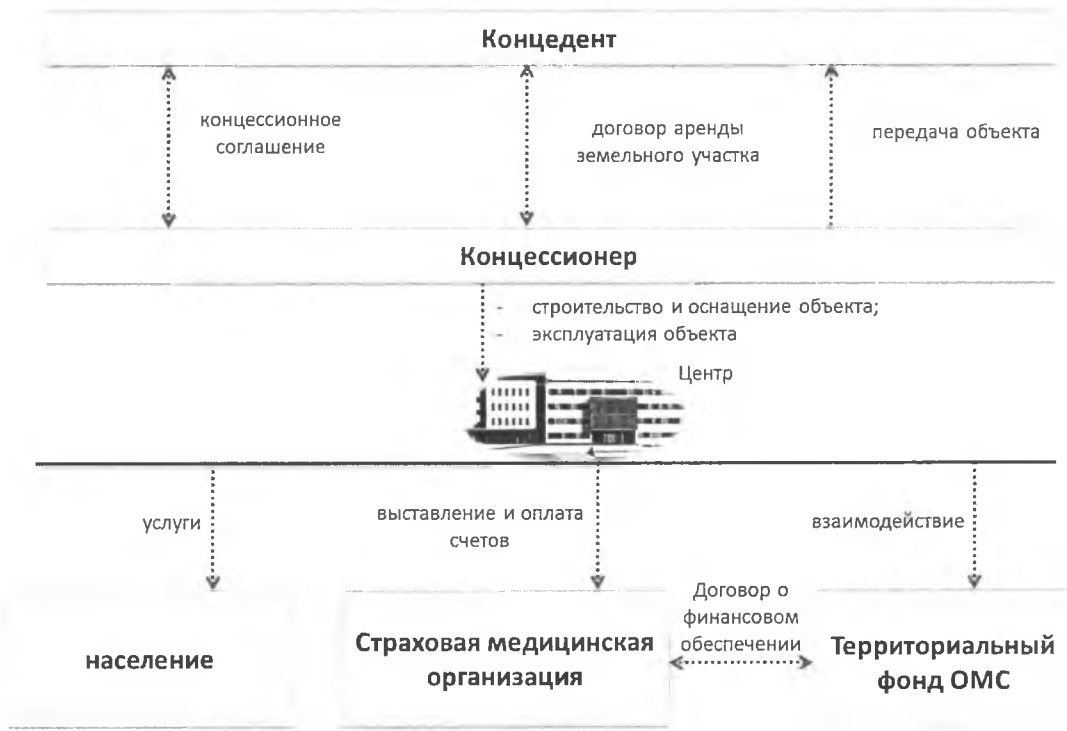 Концедент
концессионное
соглашение
договор аренды
земельного участка
передача объекта
Концессионер
- строительство и оснащение объекта;
- эксплуатация объекта
Центр
услуги
выставление и оплата
счетов
взаимодействие
население
Страховая медицинская
организация
Договор о
финансовом
обеспечении
Территориальный
фонд ОМС